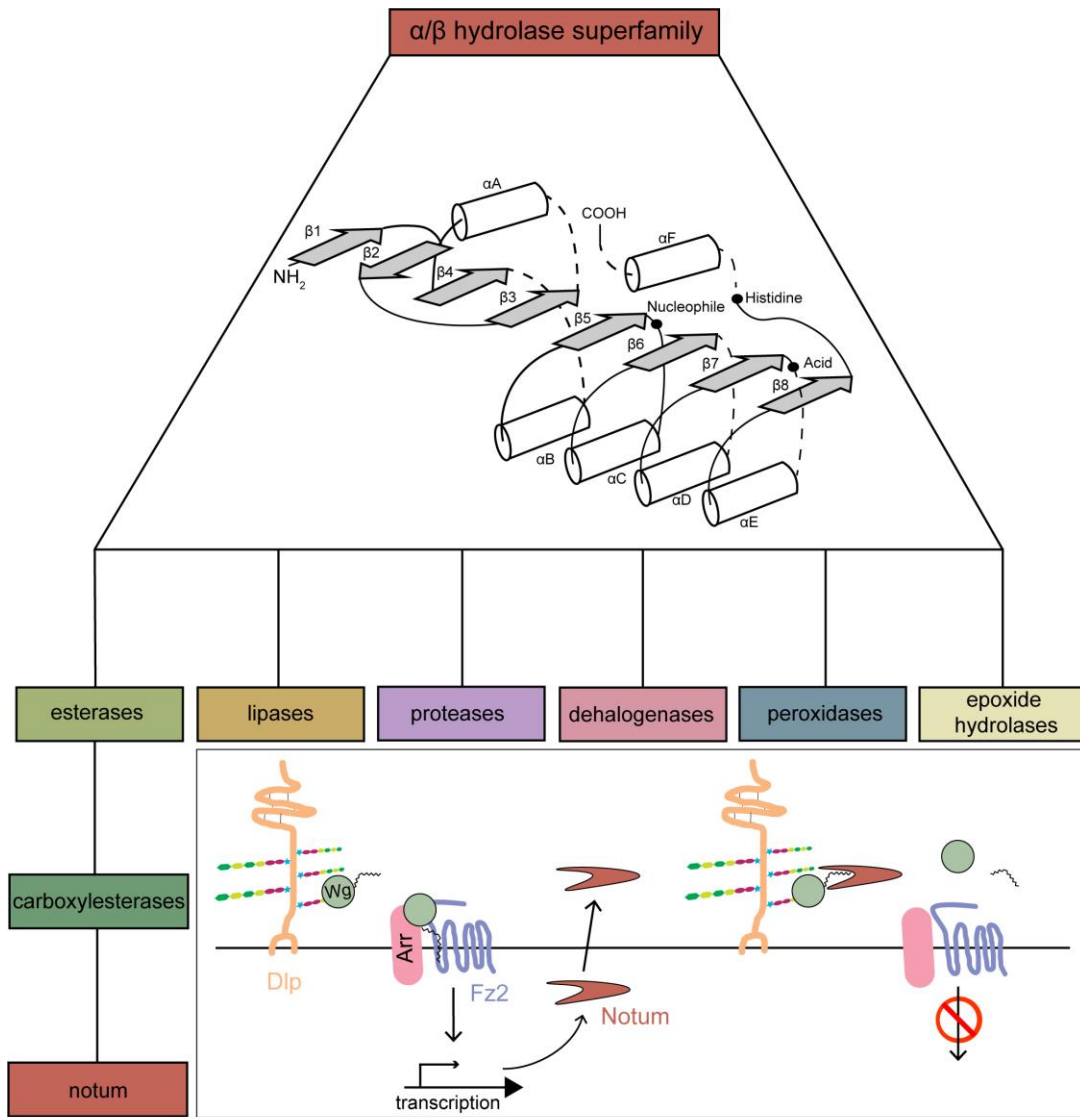 α/β hydrolase superfamily
αA
COOH
αF
β1
β2
NH₂
β4
β3
Histidine
Nucleophile
β5
β6
β7
Acid
β8
αB
αC
αD
αE
esterases
lipases
proteases
dehalogenases
peroxidases
epoxide
hydrolases
carboxylesterases
notum
Wg
Arr
Dlp
Fz2
Notum
transcription